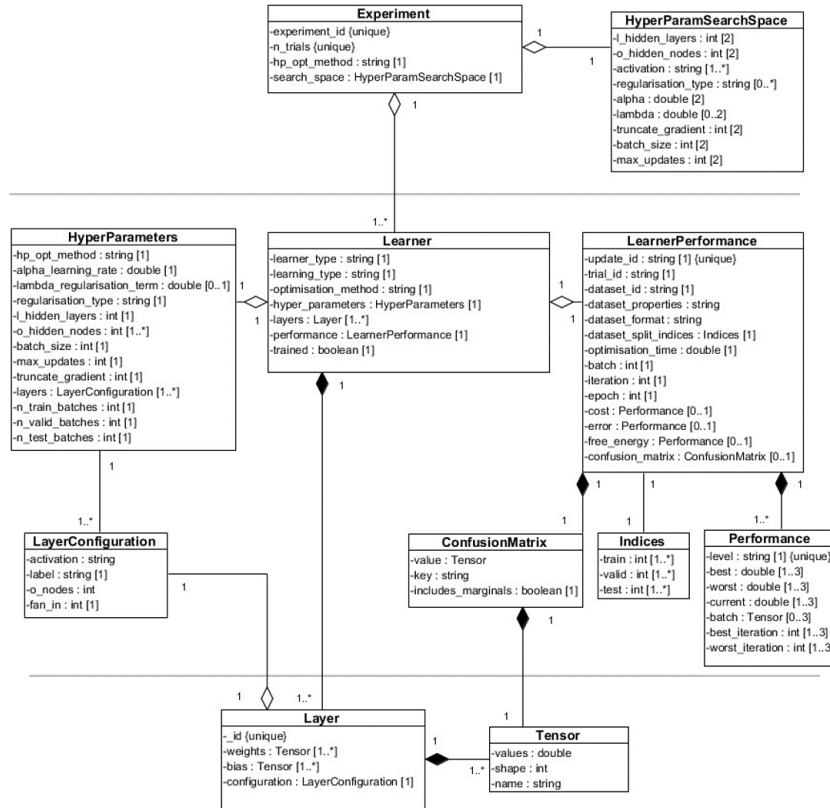 Experiment
-experiment_id {unique}
-n_trials {unique}
-hp_opt_method : string [1]
-search_space : HyperParamSearchSpace [1]
1
1
1
HyperParamSearchSpace
-l_hidden_layers : int [2]
-o_hidden_nodes : int [2]
-activation : string [1..*]
-regularisation_type : string [0..*]
-alpha : double [2]
-lambda : double [0..2]
-truncate_gradient : int [2]
-batch_size : int [2]
-max_updates : int [2]
1..*
HyperParameters
-hp_opt_method : string [1]
-alpha_learning_rate : double [1]
-lambda_regularisation_term : double [0..1]
-regularisation_type : string [1]
-l_hidden_layers : int [1]
-o_hidden_nodes : int [1..*]
-batch_size : int [1]
-max_updates : int [1]
-truncate_gradient : int [1]
-layers : LayerConfiguration [1..*]
-n_train_batches : int [1]
-n_valid_batches : int [1]
-n_test_batches : int [1]
1
1
Learner
-learner_type : string [1]
-learning_type : string [1]
-optimisation_method : string [1]
-hyper_parameters : HyperParameters [1]
-layers : Layer [1..*]
-performance : LearnerPerformance [1]
-trained : boolean [1]
1
1
LearnerPerformance
-update_id : string [1] {unique}
-trial_id : string [1]
-dataset_id : string [1]
-dataset_properties : string
-dataset_format : string
-dataset_split_indices : Indices [1]
-optimisation_time : double [1]
-batch : int [1]
-iteration : int [1]
-epoch : int [1]
-cost : Performance [0..1]
-error : Performance [0..1]
-free_energy : Performance [0..1]
-confusion_matrix : ConfusionMatrix [0..1]
1
1
1..*
1
1
1
1
1
1..*
LayerConfiguration
-activation : string
-label : string [1]
-o_nodes : int
-fan_in : int [1]
ConfusionMatrix
-value : Tensor
-key : string
-includes_marginals : boolean [1]
Indices
-train : int [1..*]
-valid : int [1..*]
-test : int [1..*]
Performance
-level : string [1] {unique}
-best : double [1..3]
-worst : double [1..3]
-current : double [1..3]
-batch : Tensor [0..3]
-best_iteration : int [1..3]
-worst_iteration : int [1..3]
1
1
1
1..*
1
Layer
-_id {unique}
-weights : Tensor [1..*]
-bias : Tensor [1..*]
-configuration : LayerConfiguration [1]
1
1..*
Tensor
-values : double
-shape : int
-name : string